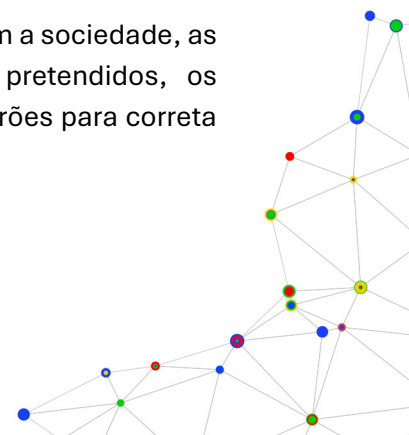 m a sociedade, as
pretendidos, os
rões para correta